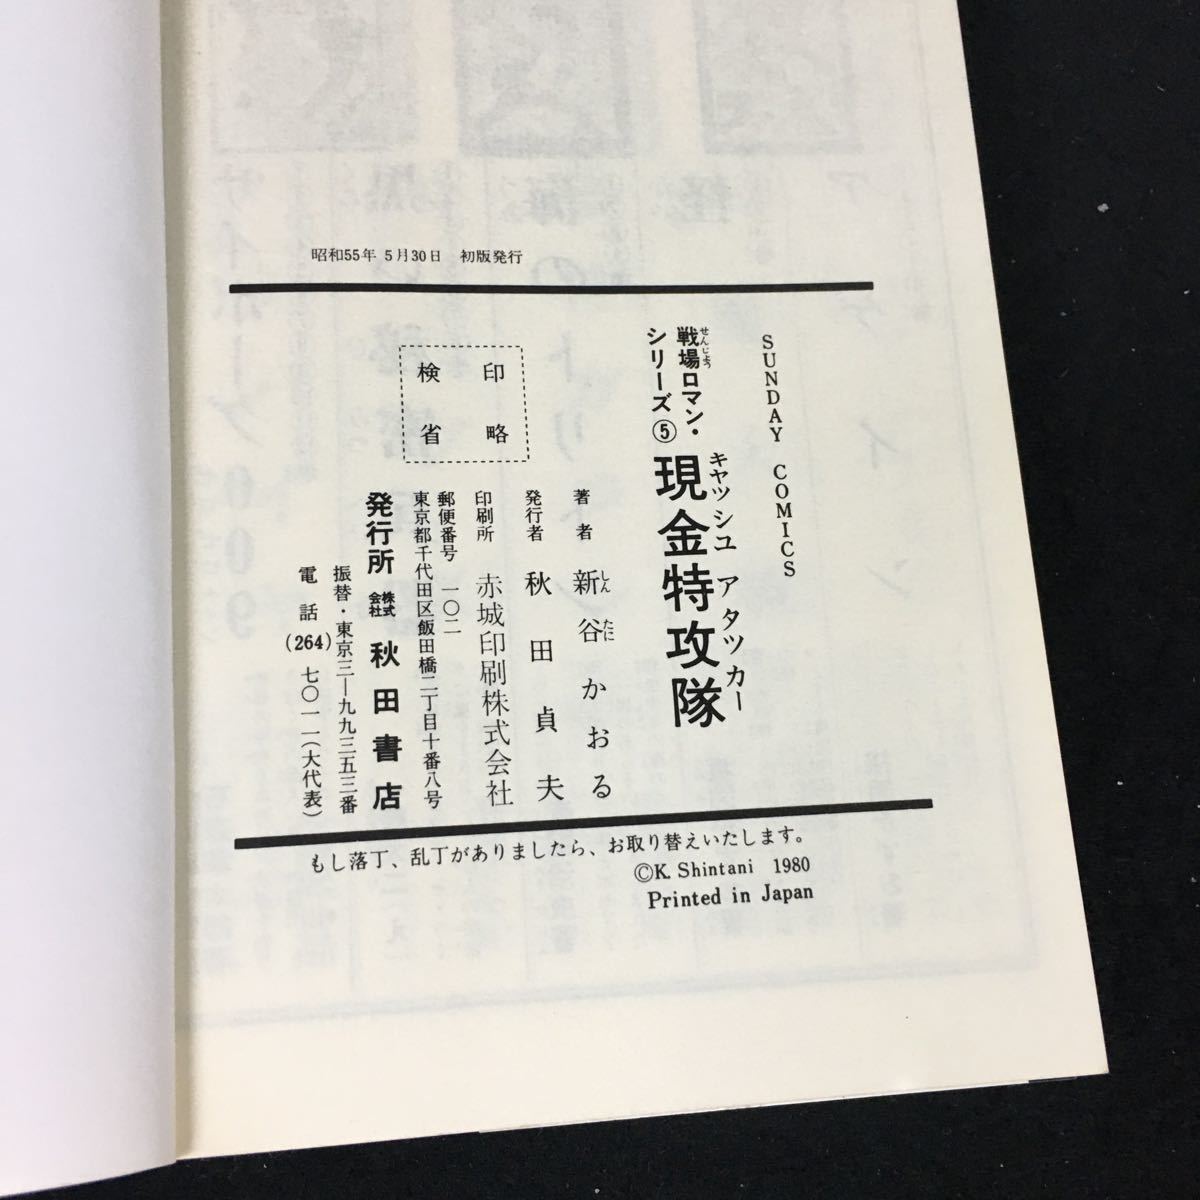 昭和55年 5月30日　初版発行
SUNDAY COMICS
戦場ロマン・
せんじよう
シリーズ⑤
現金特攻隊
キヤツシユ アタツカー
著者 新谷かおる
しん たに
発行者 秋田貞夫
印刷所 赤城印刷株式会社
郵便番号 一〇二
東京都千代田区飯田橋二丁目十番八号
発行所 株式会社 秋田書店
振替・東京三―九九三五三番
電話(264)七〇一一(大代表)
印略
検省
もし落丁、乱丁がありましたら、お取り替えいたします。
©K. Shintani 1980
Printed in Japan